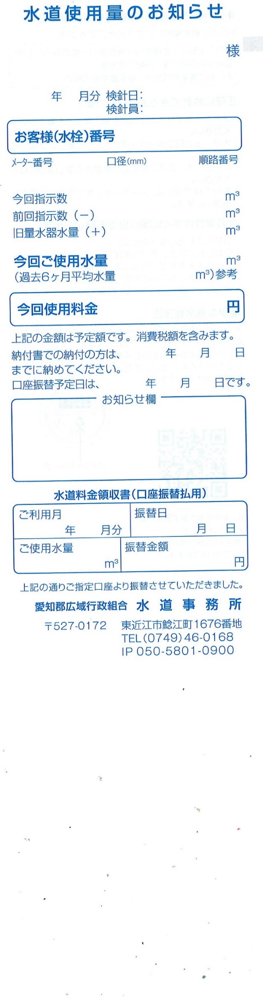 水道使用量のお知らせ
様
年　月分 検針日：
検針員：
お客様(水栓)番号
メーター番号　口径(mm)　順路番号
今回指示数　m³
前回指示数（－）　m³
旧量水器水量（＋）　m³
今回ご使用水量　m³
(過去6ヶ月平均水量　m³)参考
今回使用料金　円
上記の金額は予定額です。消費税額を含みます。
納付書での納付の方は、　年　月　日
までに納めてください。
口座振替予定日は、　年　月　日です。
お知らせ欄
水道料金領収書(口座振替払用)
ご利用月　振替日
年　月分　月　日
ご使用水量　振替金額
m³　円
上記の通りご指定口座より振替させていただきました。
愛知郡広域行政組合 水道事務所
〒527-0172　東近江市鯰江町1676番地
TEL(0749)46-0168
IP 050-5801-0900